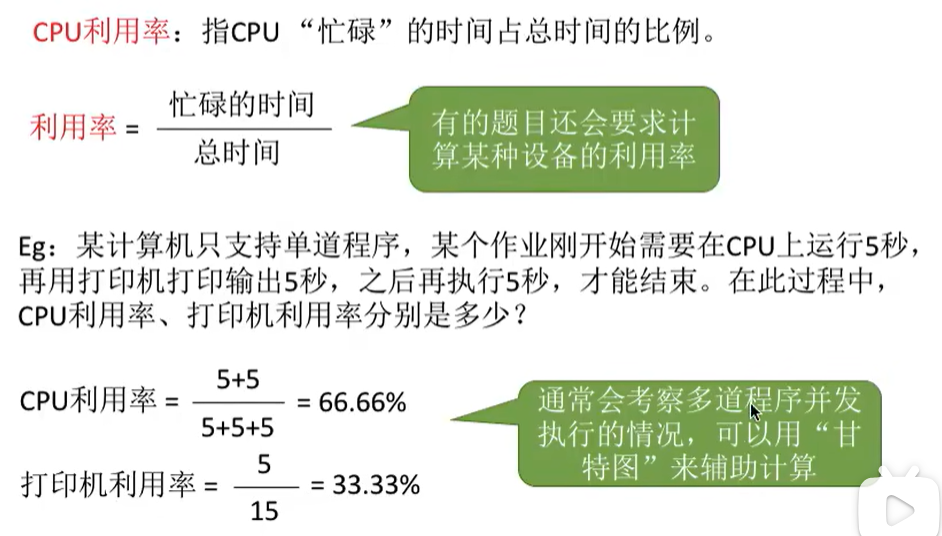 CPU利用率：指CPU “忙碌”的时间占总时间的比例。
利用率 =
忙碌的时间
总时间
有的题目还会要求计
算某种设备的利用率
Eg：某计算机只支持单道程序，某个作业刚开始需要在CPU上运行5秒，
再用打印机打印输出5秒，之后再执行5秒，才能结束。在此过程中，
CPU利用率、打印机利用率分别是多少？
CPU利用率 =
5+5
5+5+5
= 66.66%
通常会考察多道程序并发
执行的情况，可以用“甘
特图”来辅助计算
打印机利用率 =
5
15
= 33.33%